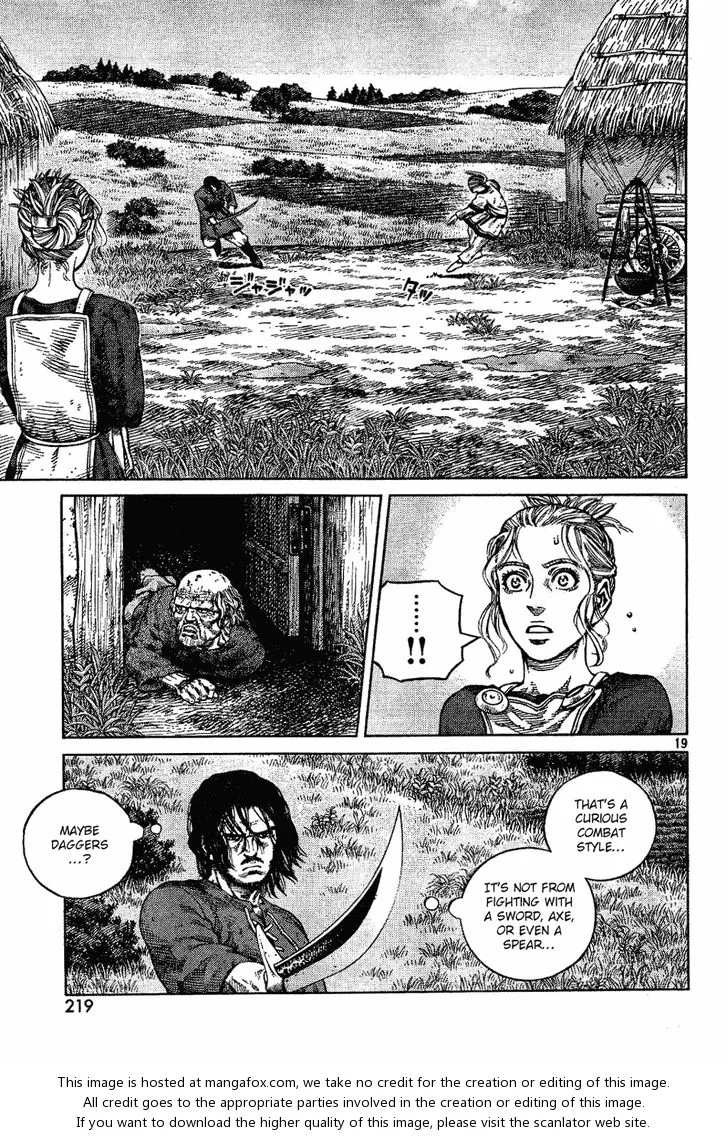 ジャジャッ
タッ
......!!
19
THAT'S A
CURIOUS
COMBAT
STYLE...
IT'S NOT FROM
FIGHTING WITH
A SWORD, AXE,
OR EVEN A
SPEAR...
MAYBE
DAGGERS
...?
219
This image is hosted at mangafox.com, we take no credit for the creation or editing of this image.
All credit goes to the appropriate parties involved in the creation or editing of this image.
If you want to download the higher quality of this image, please visit the scanlator web site.